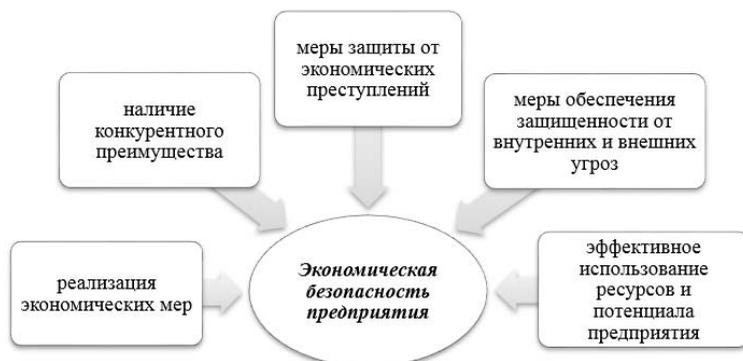 меры защиты от
экономических
преступлений
наличие
конкурентного
преимущества
меры обеспечения
защищенности от
внутренних и внешних
угроз
реализация
экономических мер
Экономическая
безопасность
предприятия
эффективное
использование
ресурсов и
потенциала
предприятия